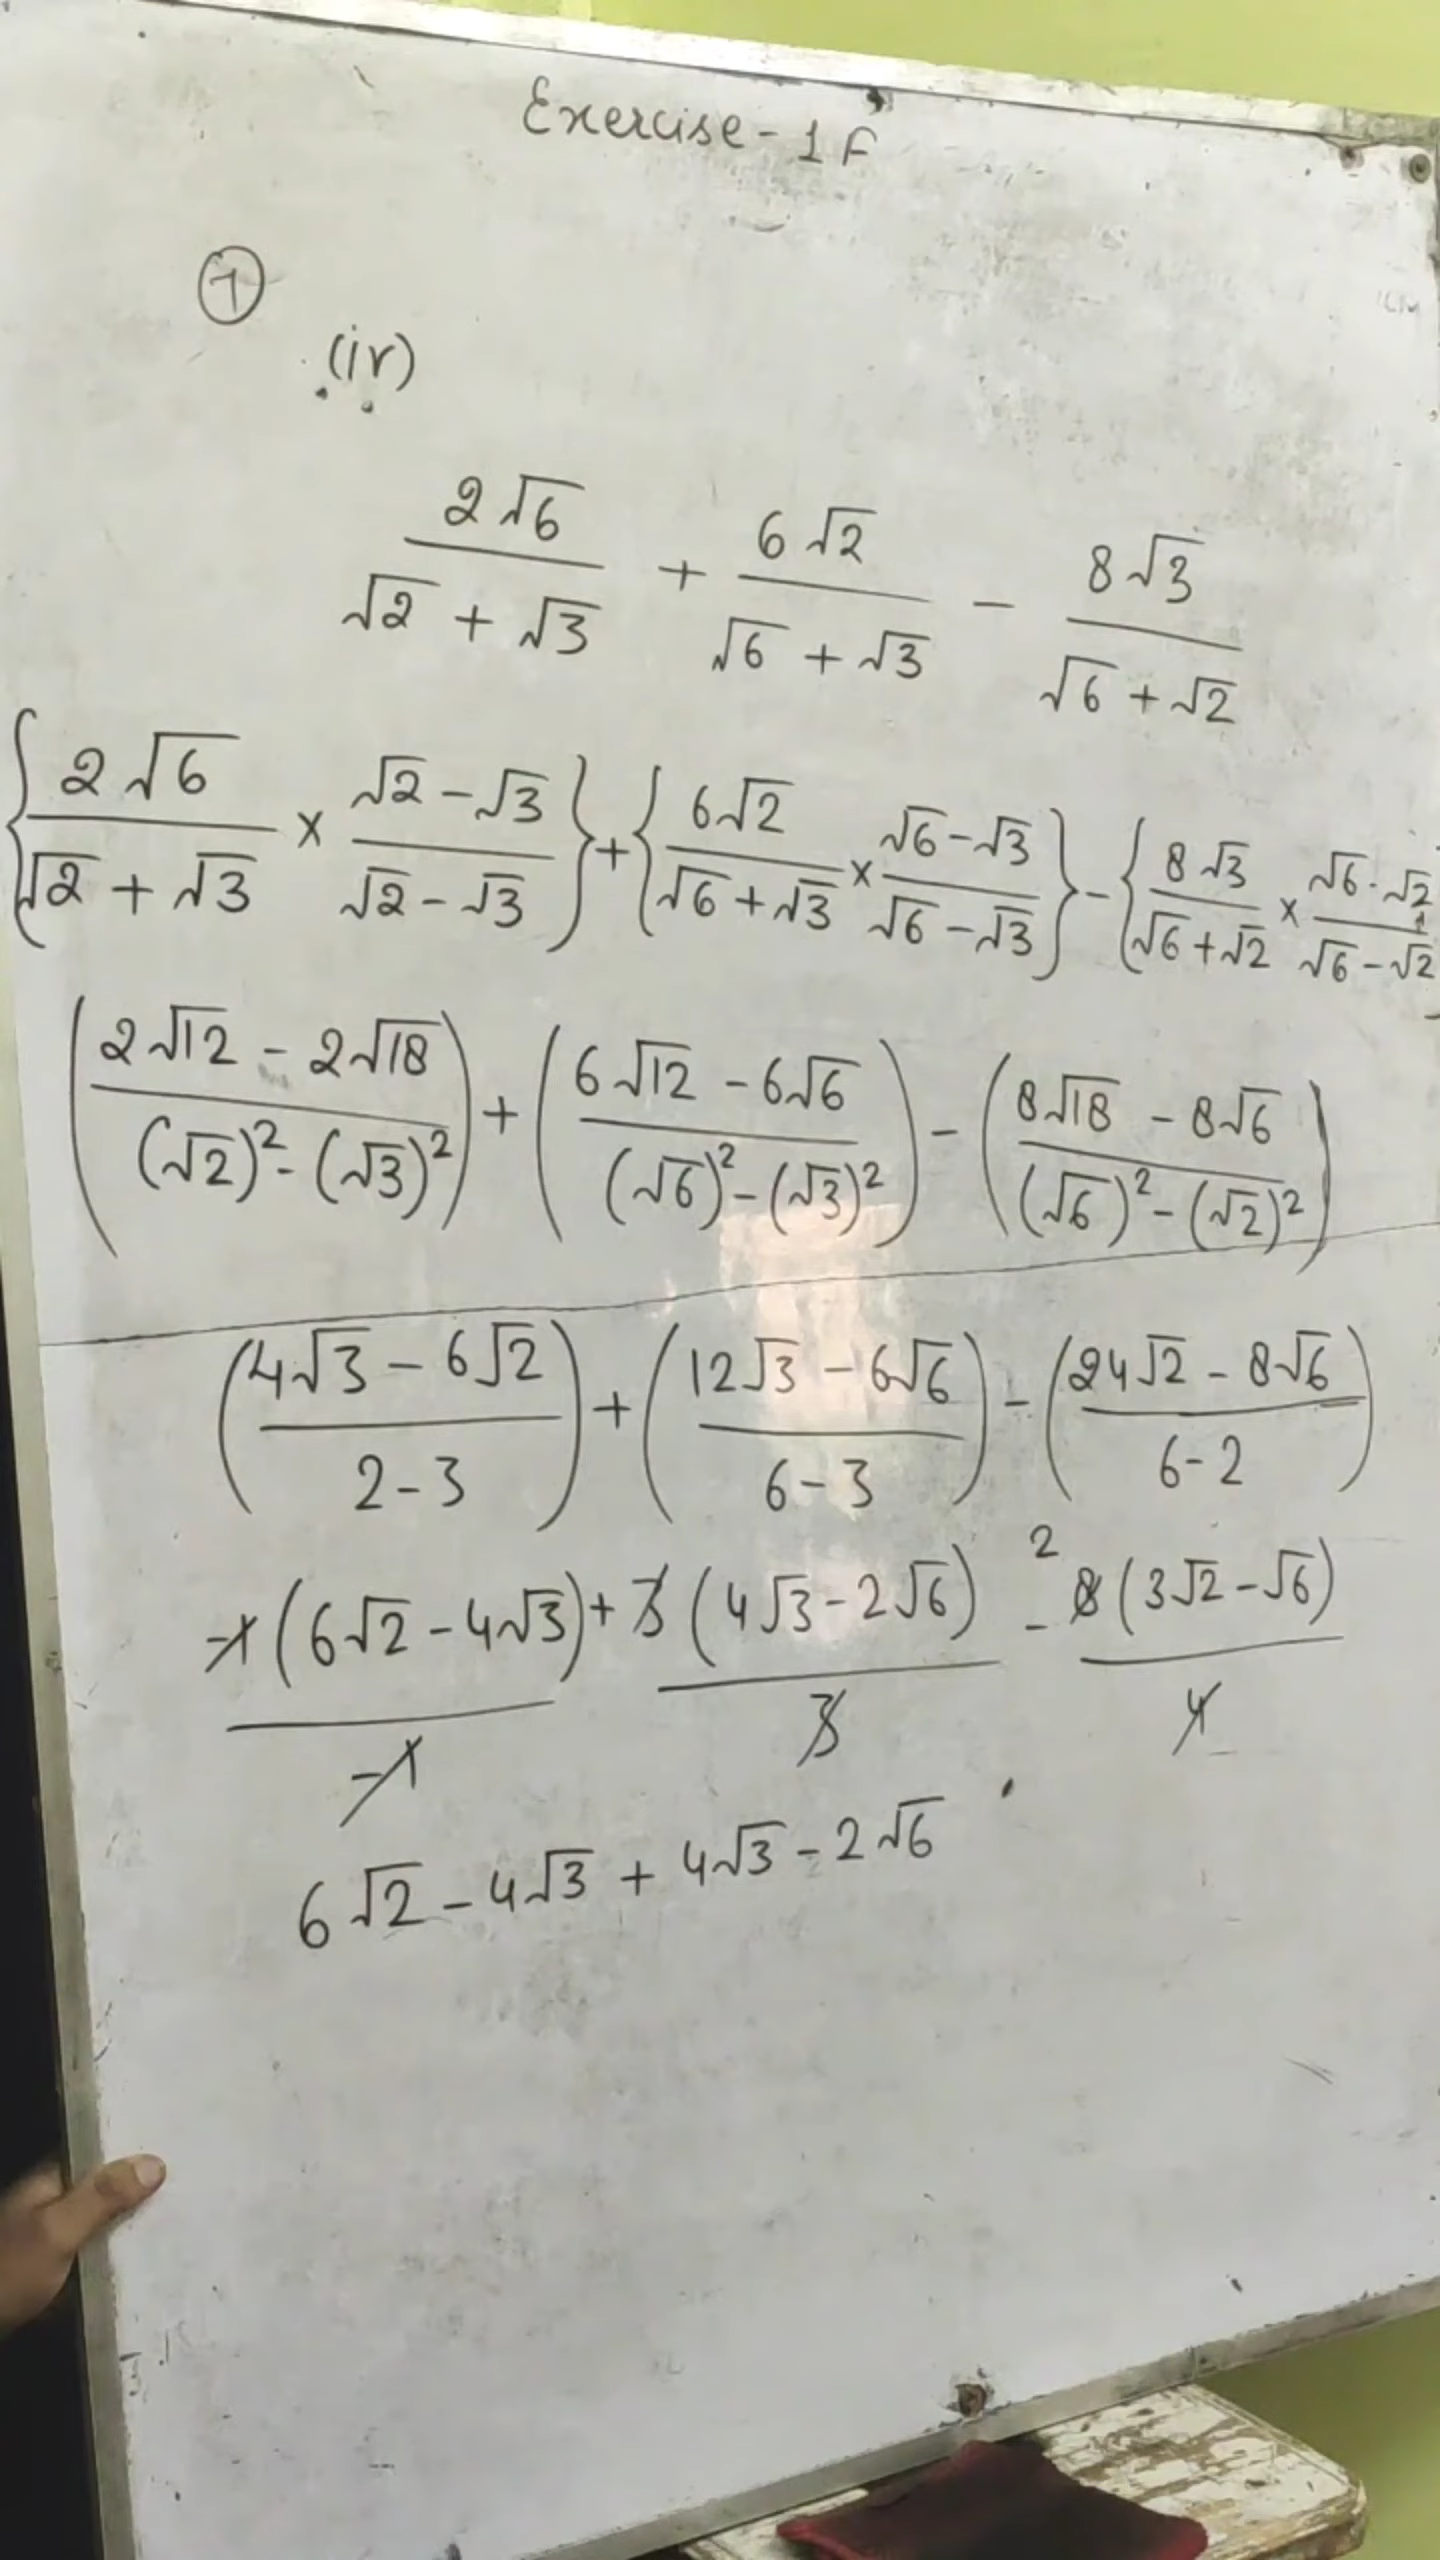 Exercise - 1F
7
(iv)
2√6/(√2 + √3) + 6√2/(√6 + √3) - 8√3/(√6 + √2)
{2√6/(√2 + √3) × (√2 - √3)/(√2 - √3)} + {6√2/(√6 + √3) × (√6 - √3)/(√6 - √3)} - {8√3/(√6 + √2) × (√6 - √2)/(√6 - √2)
((2√12 - 2√18)/((√2)² - (√3)²)) + ((6√12 - 6√6)/((√6)² - (√3)²)) - ((8√18 - 8√6)/((√6)² - (√2)²))
((4√3 - 6√2)/(2 - 3)) + ((12√3 - 6√6)/(6 - 3)) - ((24√2 - 8√6)/(6 - 2))
-1(6√2 - 4√3)/-1 + 3(4√3 - 2√6)/3 - 2 8(3√2 - √6)/4
6√2 - 4√3 + 4√3 - 2√6